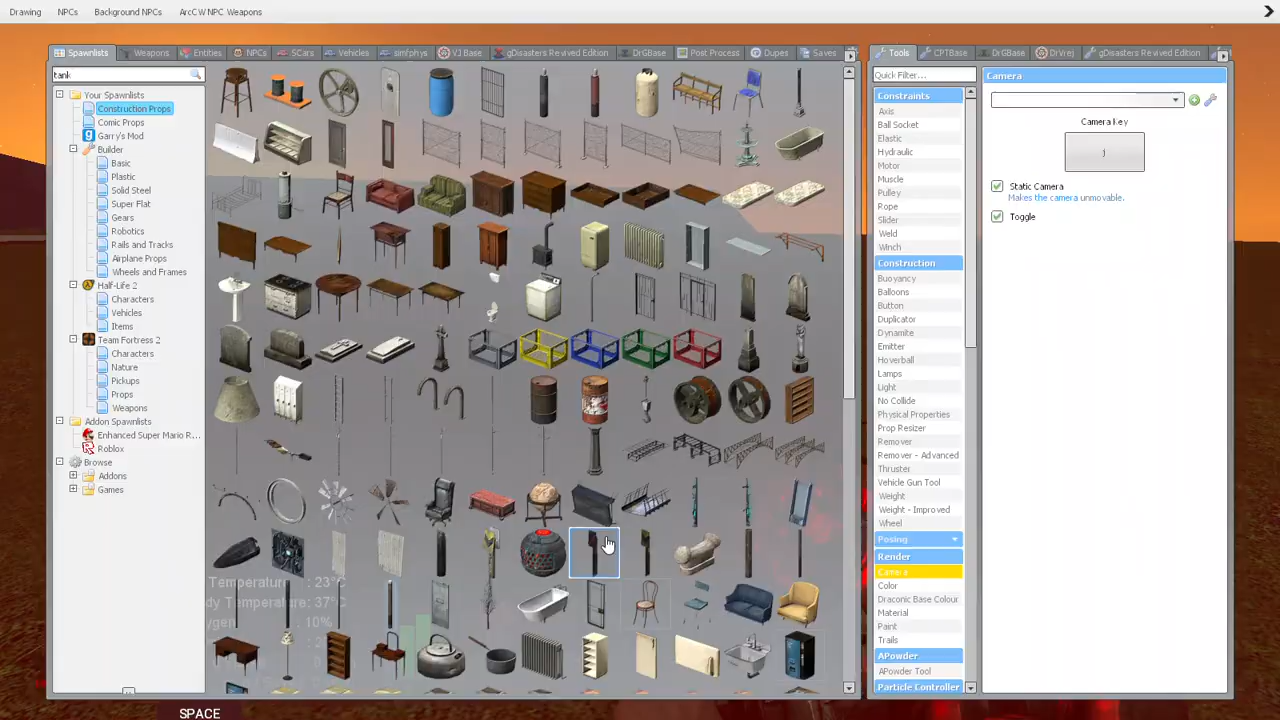 Drawing NPCs Background NPCs ArcCW NPC Weapons
Spawnlists Weapons Entities NPCs SCars Vehicles simfphys VJ Base gDisasters Revived Edition DrGBase Post Process Dupes Saves
Tools CPTBase DrGBase DrVrej gDisasters Revived Edition
tank
Your Spawnlists
Construction Props
Comic Props
Garry's Mod
Builder
Basic
Plastic
Solid Steel
Super Flat
Gears
Robotics
Rails and Tracks
Airplane Props
Wheels and Frames
Half-Life 2
Characters
Vehicles
Items
Team Fortress 2
Characters
Nature
Pickups
Props
Weapons
Addon Spawnlists
Enhanced Super Mario R...
Roblox
Browse
Addons
Games
Temperature : 23°C
dy Temperature: 37°C
ygen : 10%
SPACE
Quick Filter...
Constraints
Axis
Ball Socket
Elastic
Hydraulic
Motor
Muscle
Pulley
Rope
Slider
Weld
Winch
Construction
Buoyancy
Balloons
Button
Duplicator
Dynamite
Emitter
Hoverball
Lamps
Light
No Collide
Physical Properties
Prop Resizer
Remover
Remover - Advanced
Thruster
Vehicle Gun Tool
Weight
Weight - Improved
Wheel
Posing
Render
Camera
Color
Draconic Base Colour
Material
Paint
Trails
APowder
APowder Tool
Particle Controller
Camera
Camera Key
j
Static Camera
Makes the camera unmovable.
Toggle